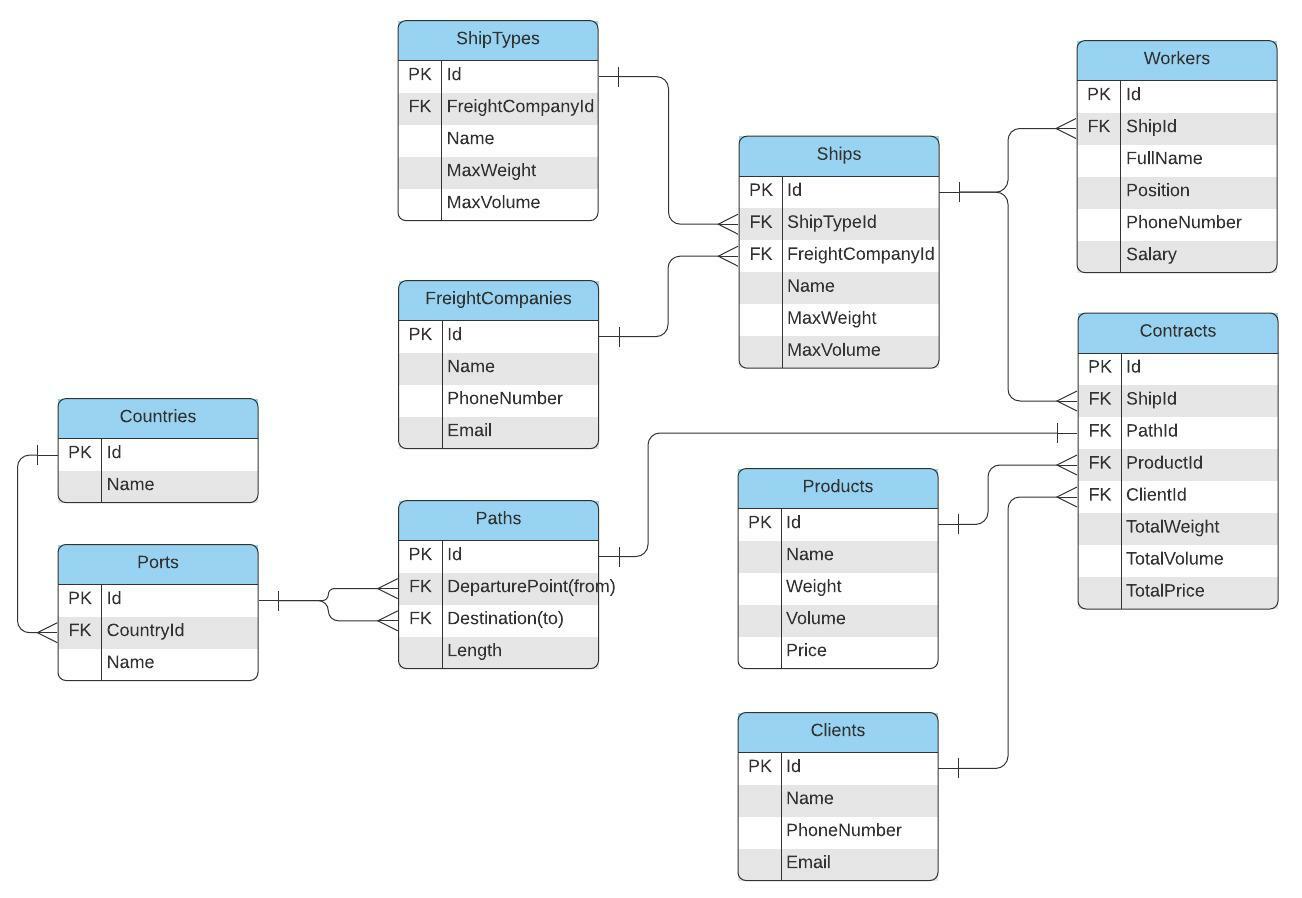 ShipTypes
PK Id
FK FreightCompanyId
Name
MaxWeight
MaxVolume
FreightCompanies
PK Id
Name
PhoneNumber
Email
Countries
PK Id
Name
Ports
PK Id
FK CountryId
Name
Paths
PK Id
FK DeparturePoint(from)
FK Destination(to)
Length
Ships
PK Id
FK ShipTypeId
FK FreightCompanyId
Name
MaxWeight
MaxVolume
Products
PK Id
Name
Weight
Volume
Price
Clients
PK Id
Name
PhoneNumber
Email
Workers
PK Id
FK ShipId
FullName
Position
PhoneNumber
Salary
Contracts
PK Id
FK ShipId
FK PathId
FK ProductId
FK ClientId
TotalWeight
TotalVolume
TotalPrice